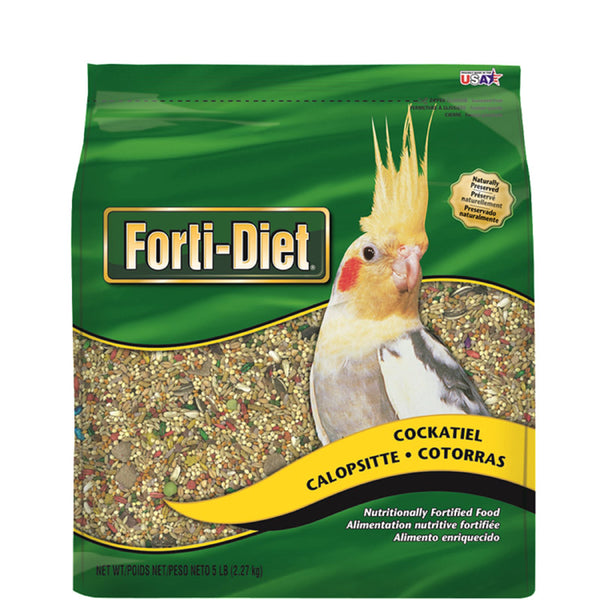 USA
Naturally
Preserved
Préservé
naturellement
Preservado
naturalmente
Forti-Diet®
COCKATIEL
CALOPSITTE • COTORRAS
Nutritionally Fortified Food
Alimentation nutritive fortifiée
Alimento enriquecido
NET WT/POIDS NET/PESO NETO 5 LB (2,27 kg)